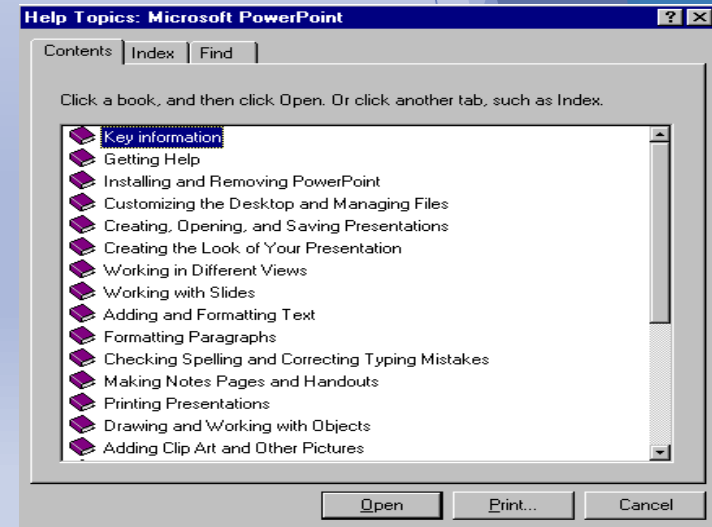 Help Topics: Microsoft PowerPoint
Contents Index Find
Click a book, and then click Open. Or click another tab, such as Index.
Key information
Getting Help
Installing and Removing PowerPoint
Customizing the Desktop and Managing Files
Creating, Opening, and Saving Presentations
Creating the Look of Your Presentation
Working in Different Views
Working with Slides
Adding and Formatting Text
Formatting Paragraphs
Checking Spelling and Correcting Typing Mistakes
Making Notes Pages and Handouts
Printing Presentations
Drawing and Working with Objects
Adding Clip Art and Other Pictures
Open Print... Cancel